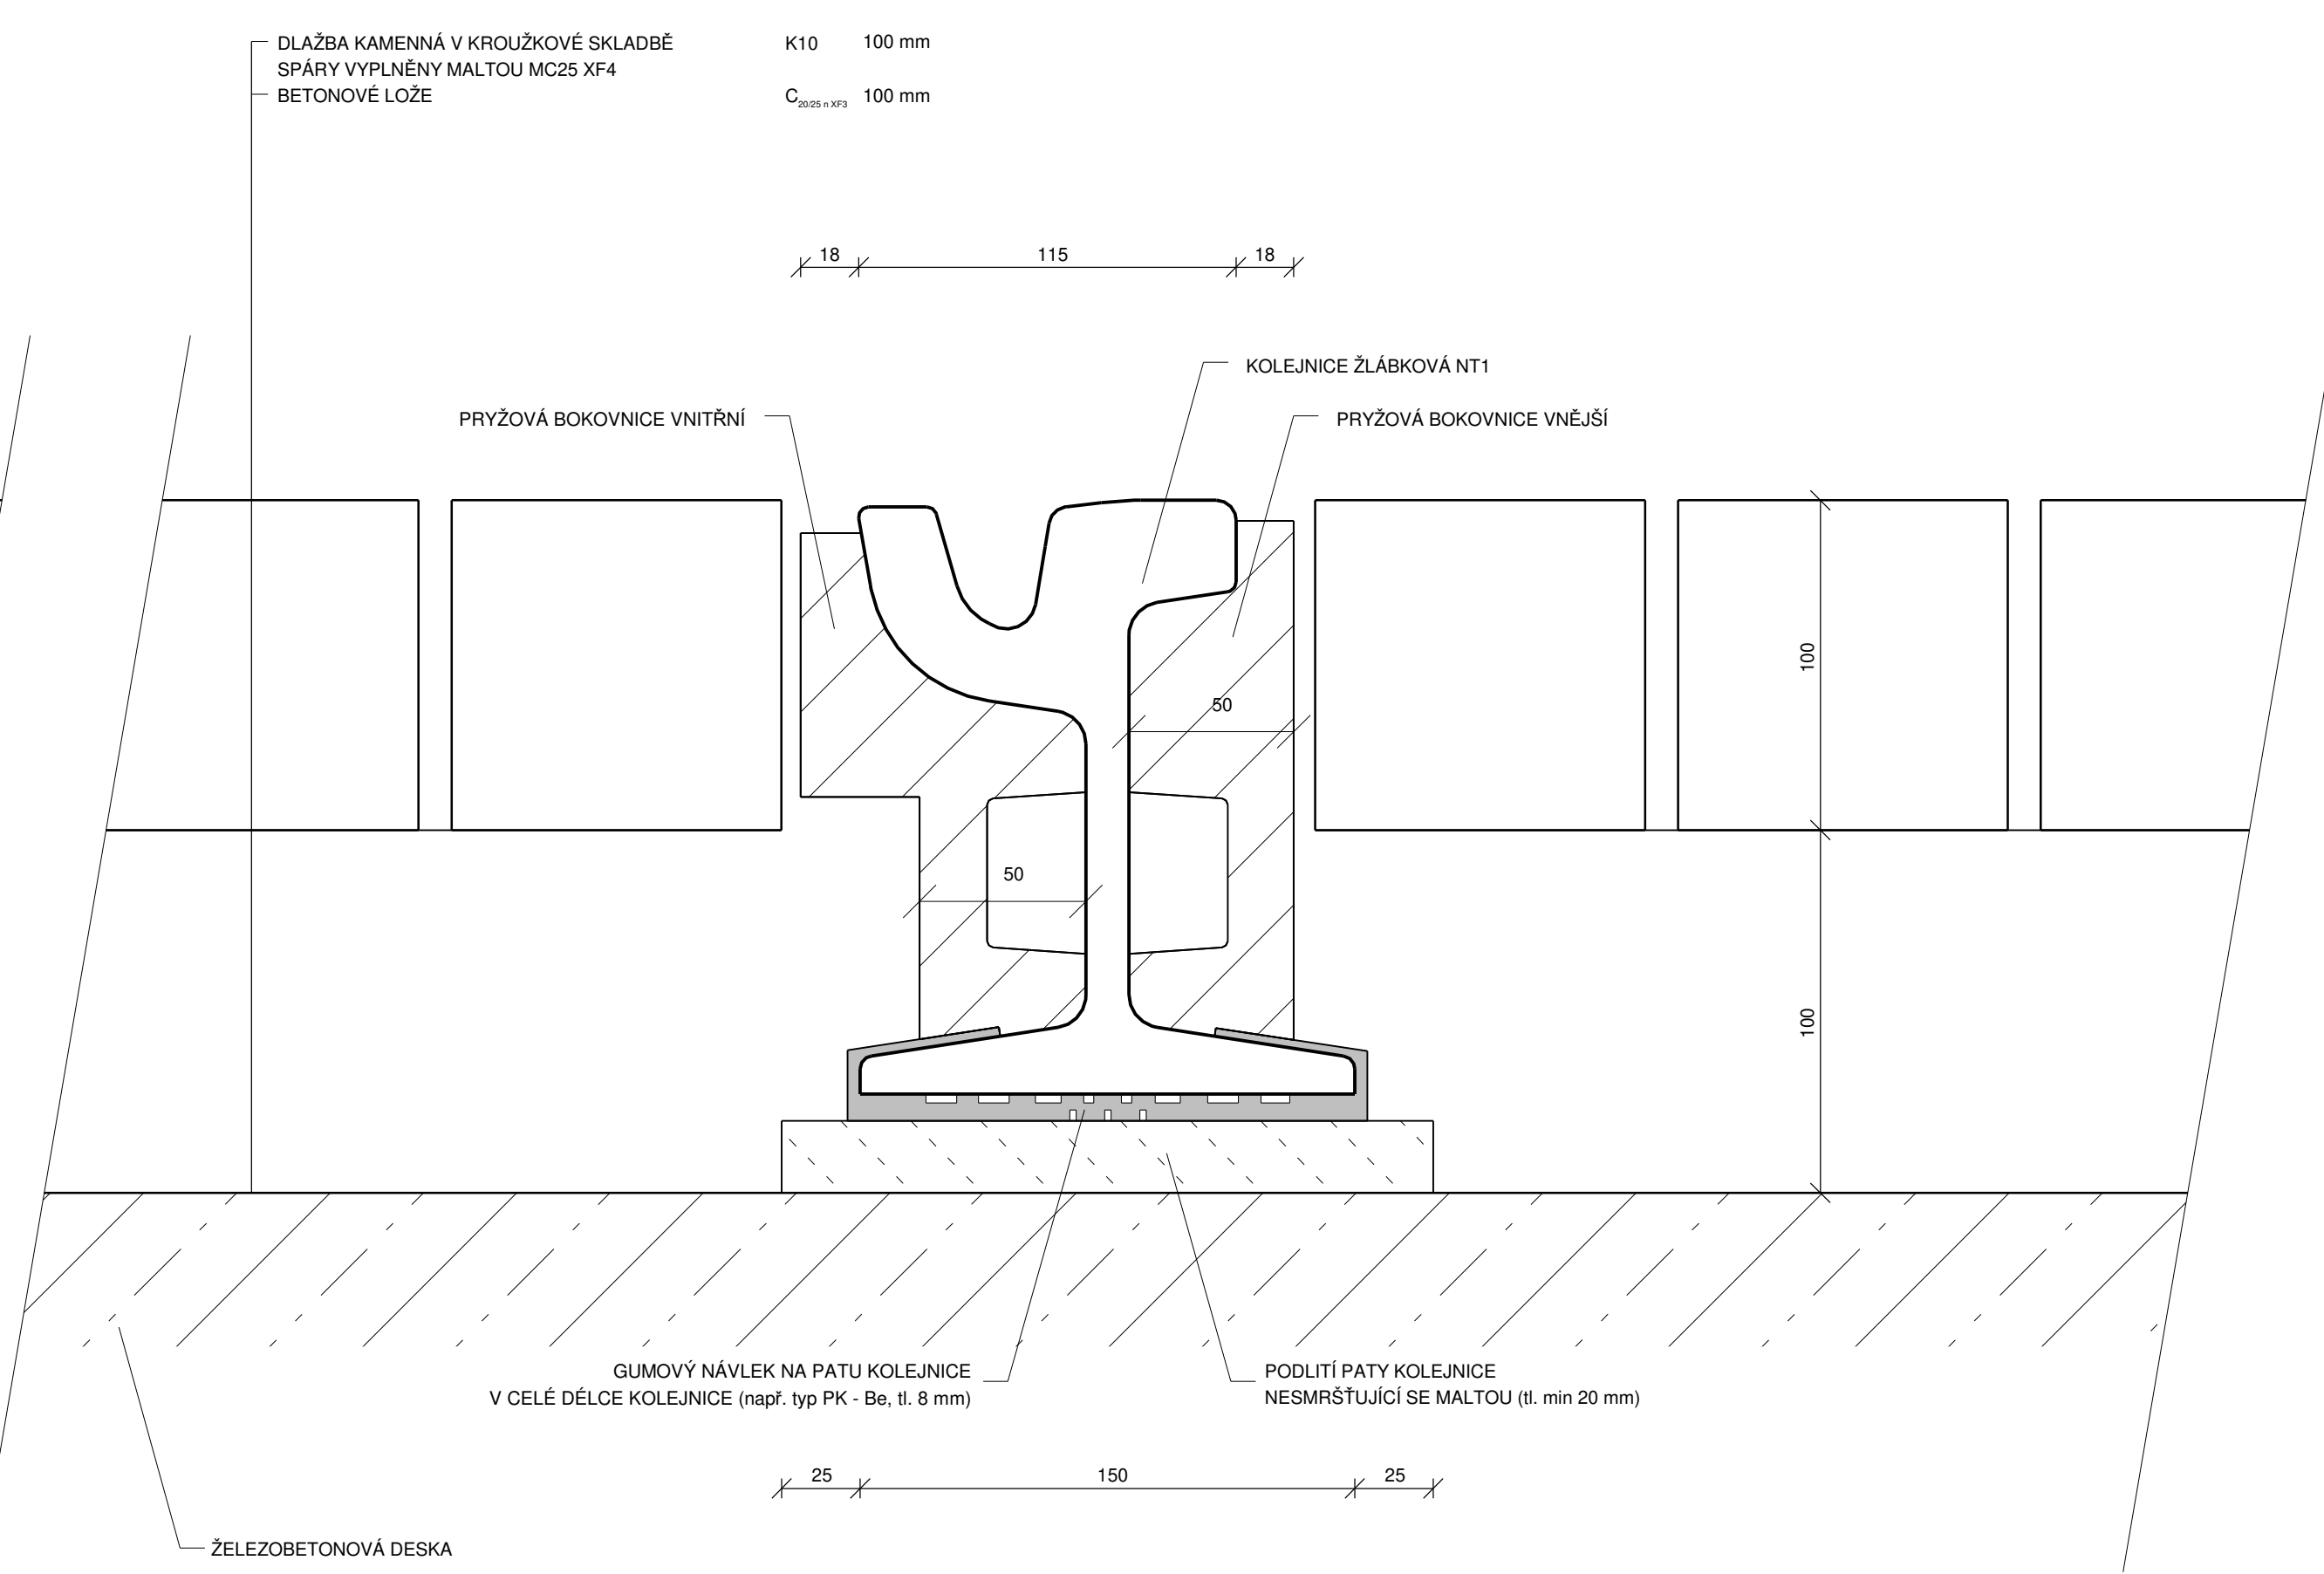 DLAŽBA KAMENNÁ V KROUŽKOVÉ SKLADBĚ K10 100 mm
SPÁRY VYPLNĚNY MALTOU MC25 XF4
BETONOVÉ LOŽE C20/25 n XF3 100 mm
18 115 18
KOLEJNICE ŽLÁBKOVÁ NT1
PRYŽOVÁ BOKOVNICE VNITŘNÍ
PRYŽOVÁ BOKOVNICE VNĚJŠÍ
100
50
50
100
GUMOVÝ NÁVLEK NA PATU KOLEJNICE
V CELÉ DÉLCE KOLEJNICE (např. typ PK - Be, tl. 8 mm)
PODLITÍ PATY KOLEJNICE
NESMRŠŤUJÍCÍ SE MALTOU (tl. min 20 mm)
25 150 25
ŽELEZOBETONOVÁ DESKA